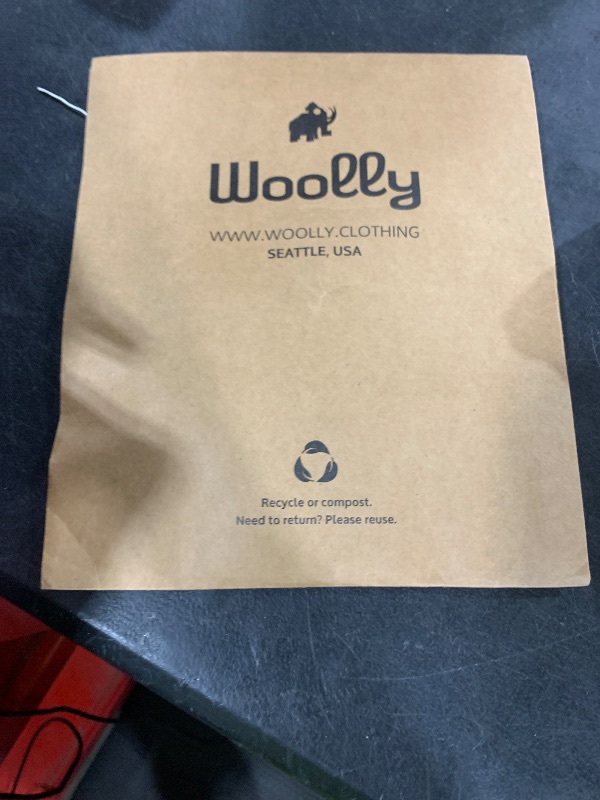 Woolly
WWW.WOOLLY.CLOTHING
SEATTLE, USA
Recycle or compost.
Need to return? Please reuse.